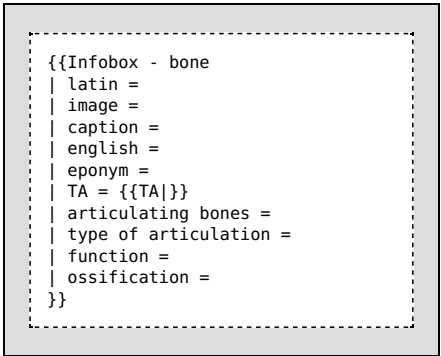 {{Infobox - bone
| latin =
| image =
| caption =
| english =
| eponym =
| TA = {{TA|}}
| articulating bones =
| type of articulation =
| function =
| ossification =
}}